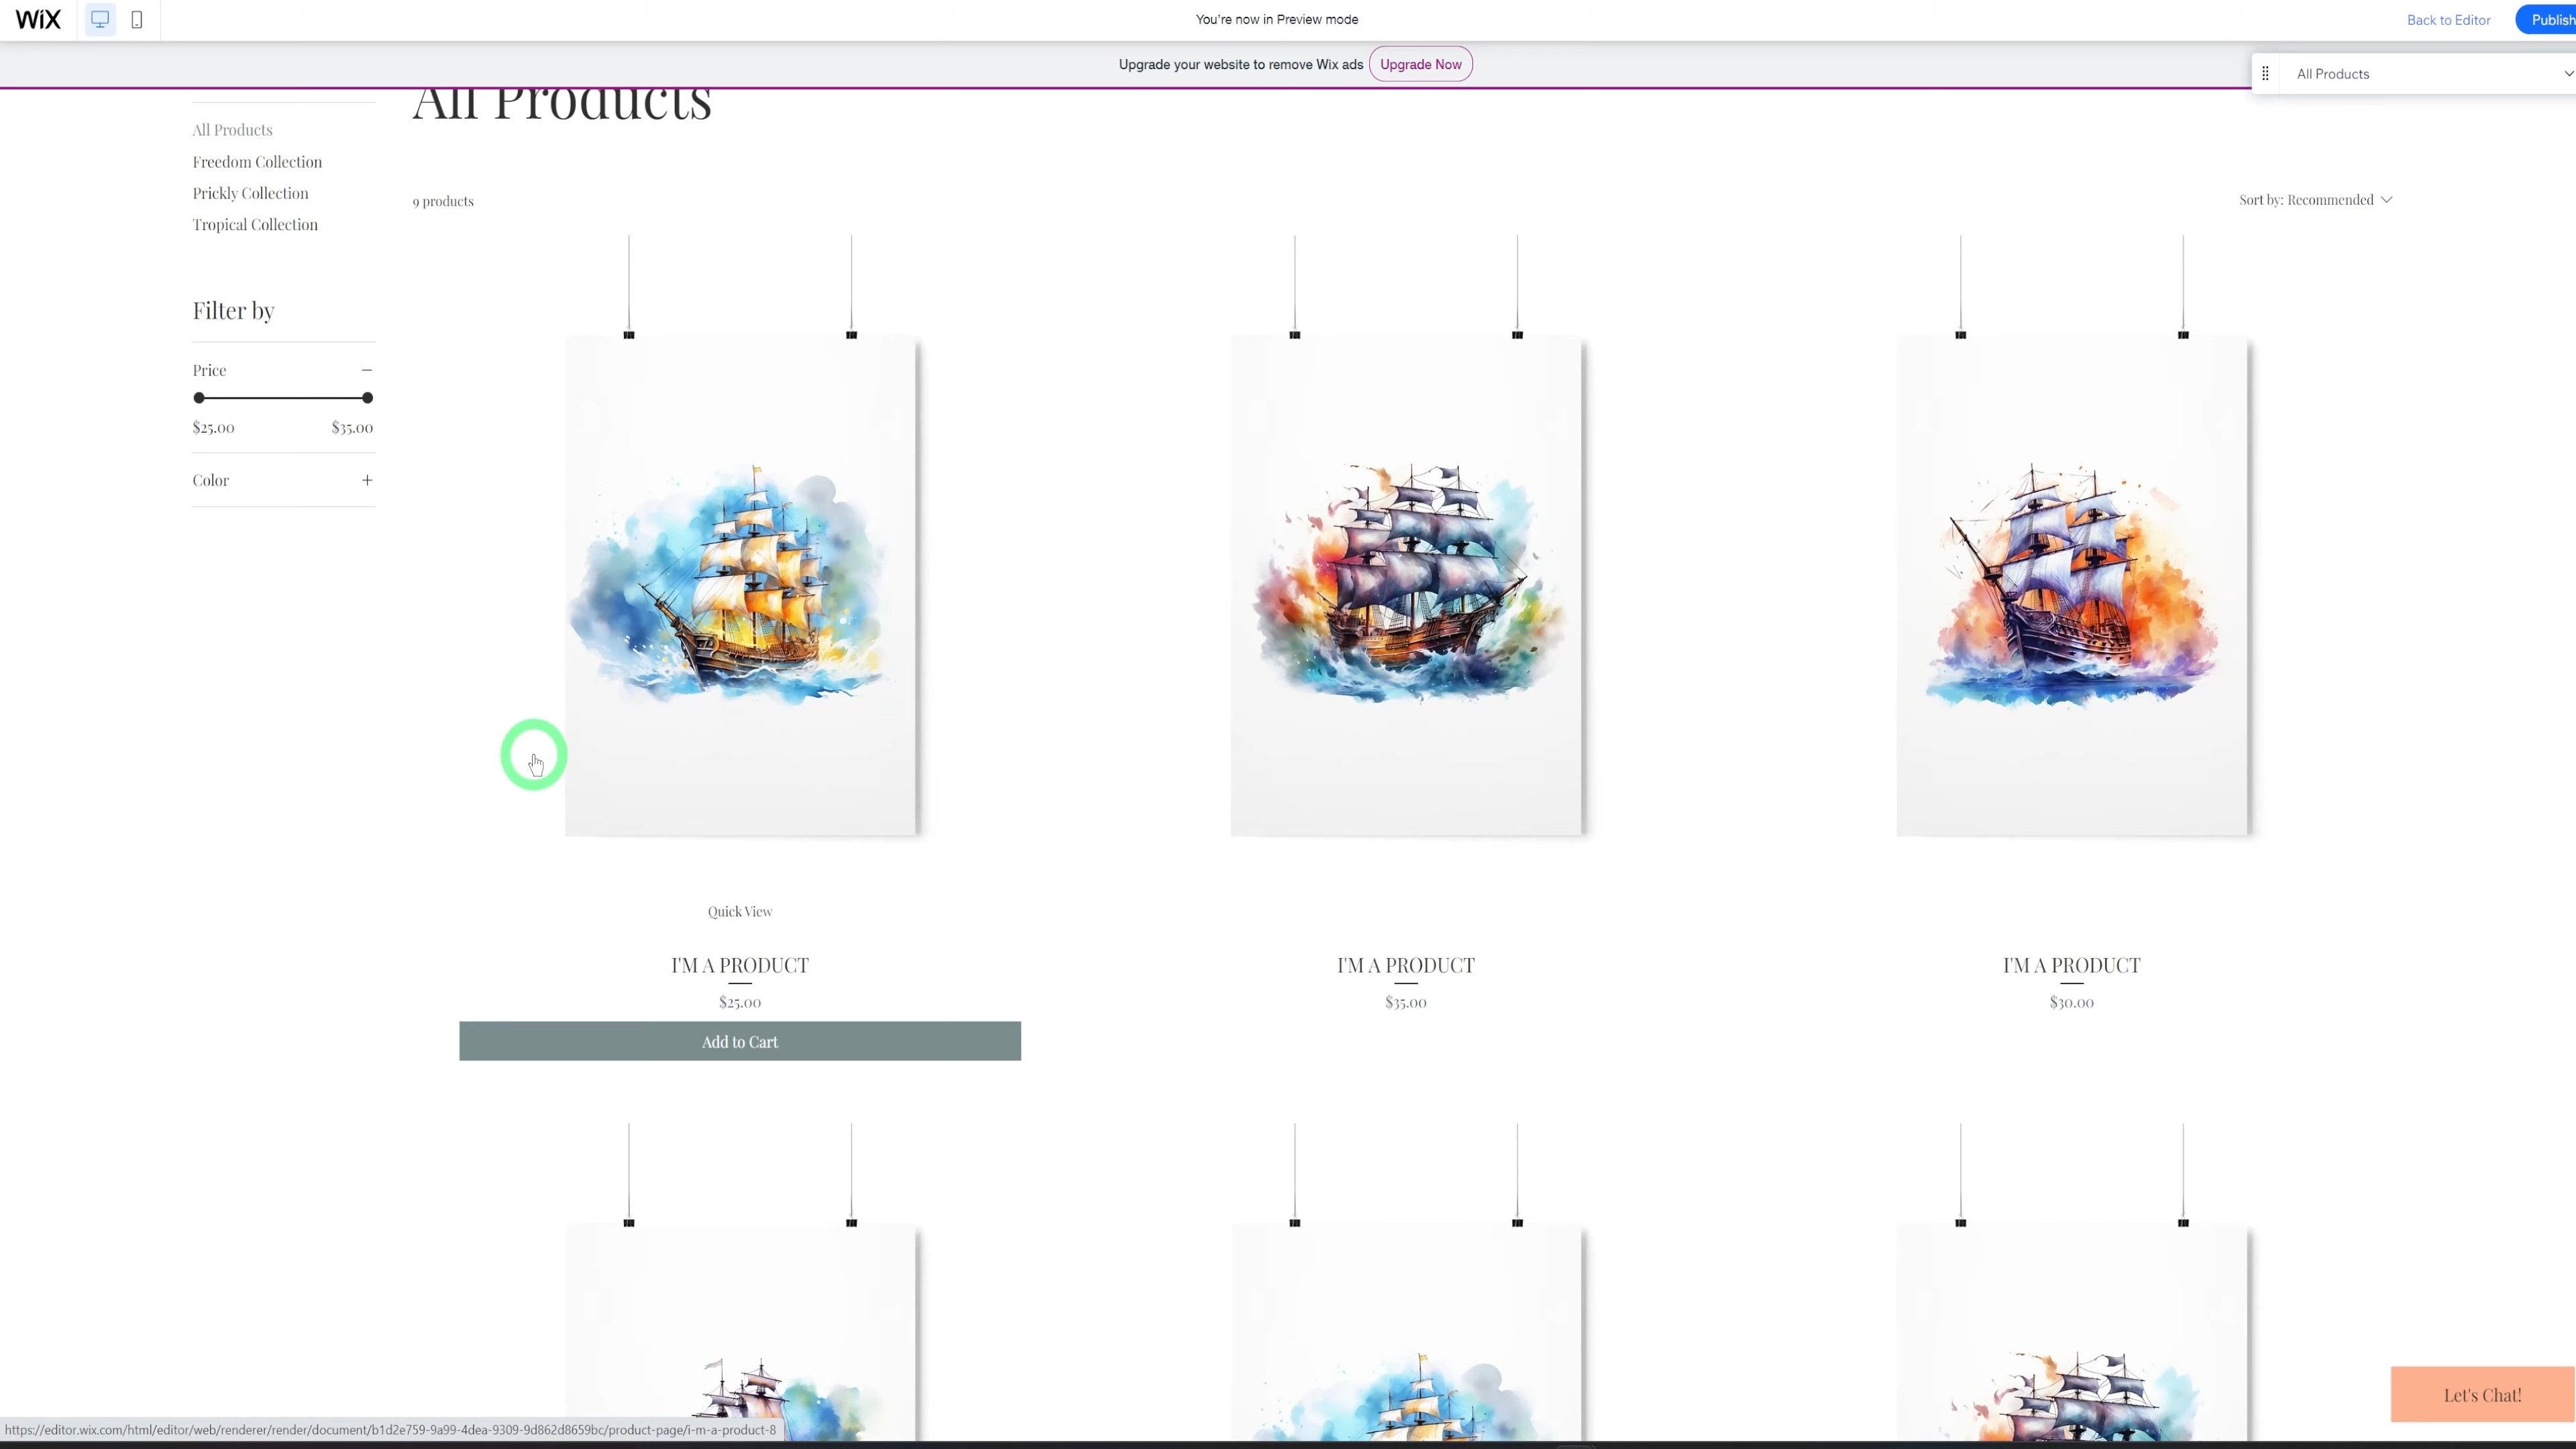 WiX
You're now in Preview mode
Back to Editor
Publish
Upgrade your website to remove Wix ads
Upgrade Now
All Products
All Products
All Products
Freedom Collection
Prickly Collection
Tropical Collection
9 products
Sort by: Recommended
Filter by
Price
$25.00
$35.00
Color
Quick View
I'M A PRODUCT
$25.00
Add to Cart
I'M A PRODUCT
$35.00
I'M A PRODUCT
$30.00
Let's Chat!
https://editor.wix.com/html/editor/web/renderer/render/document/b1d2e759-9a99-4dea-9309-9d862d8659bc/product-page/i-m-a-product-8